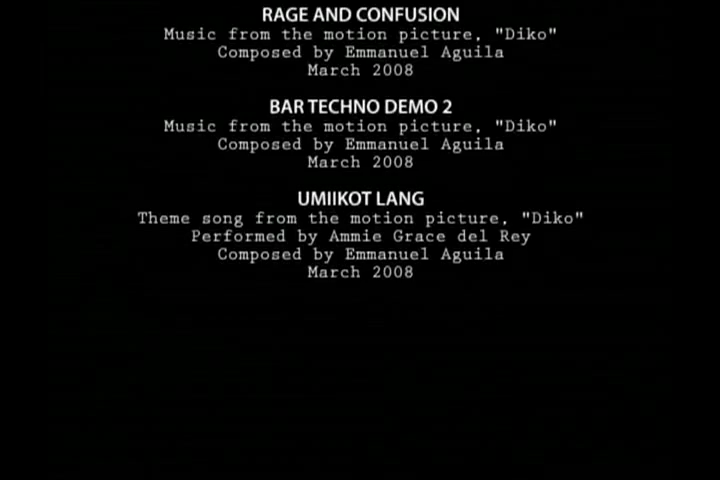 RAGE AND CONFUSION
Music from the motion picture, "Diko"
Composed by Emmanuel Aguila
March 2008
BAR TECHNO DEMO 2
Music from the motion picture, "Diko"
Composed by Emmanuel Aguila
March 2008
UMIIKOT LANG
Theme song from the motion picture, "Diko"
Performed by Ammie Grace del Rey
Composed by Emmanuel Aguila
March 2008